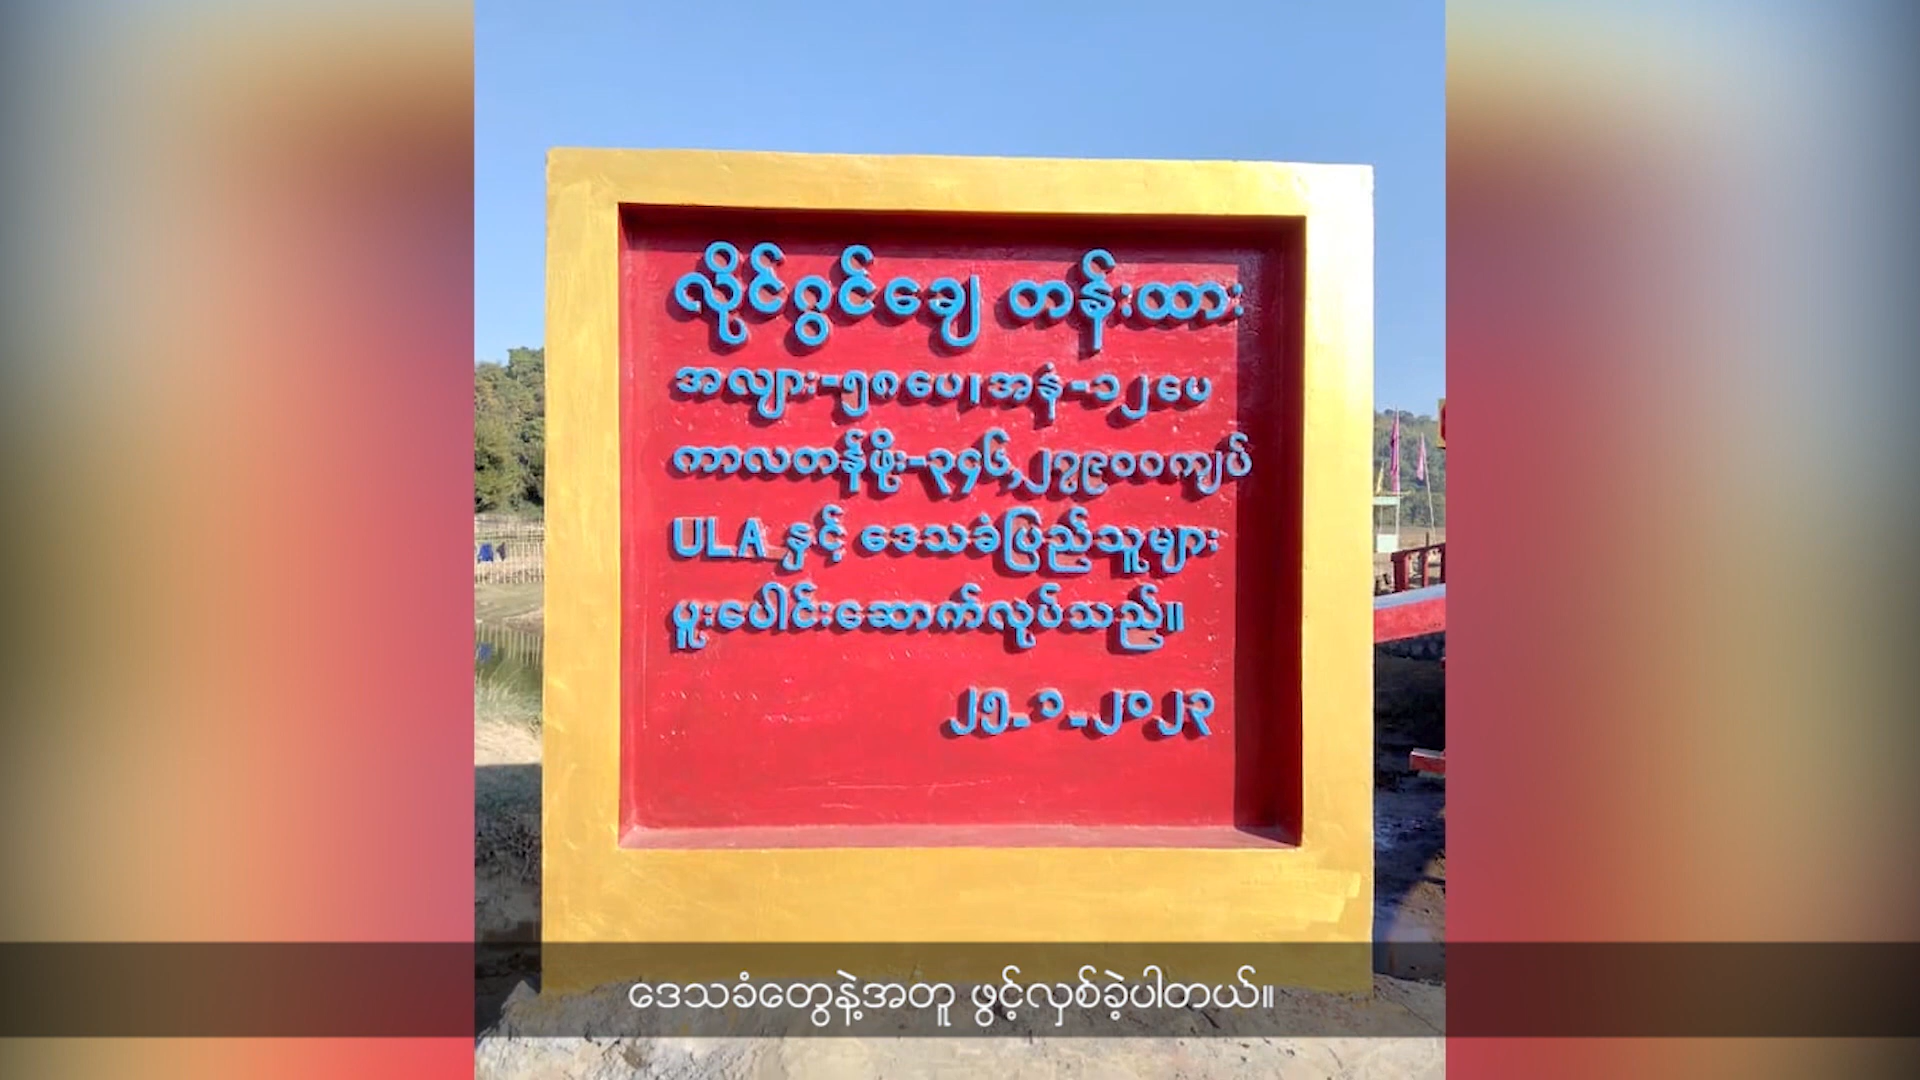 လိုင်ဂွင်ချေ တန်းထား
အလျား-၅၈ပေ၊အနံ-၁၂ပေ
ကာလတန်ဖိုး-၃၄၆,၂၇၉၀၀ကျပ်
ULA နှင့် ဒေသခံပြည်သူများ
ပူးပေါင်းဆောက်လုပ်သည်။
၂၅-၁-၂၀၂၃
ဒေသခံတွေနဲ့အတူ ဖွင့်လှစ်ခဲ့ပါတယ်။